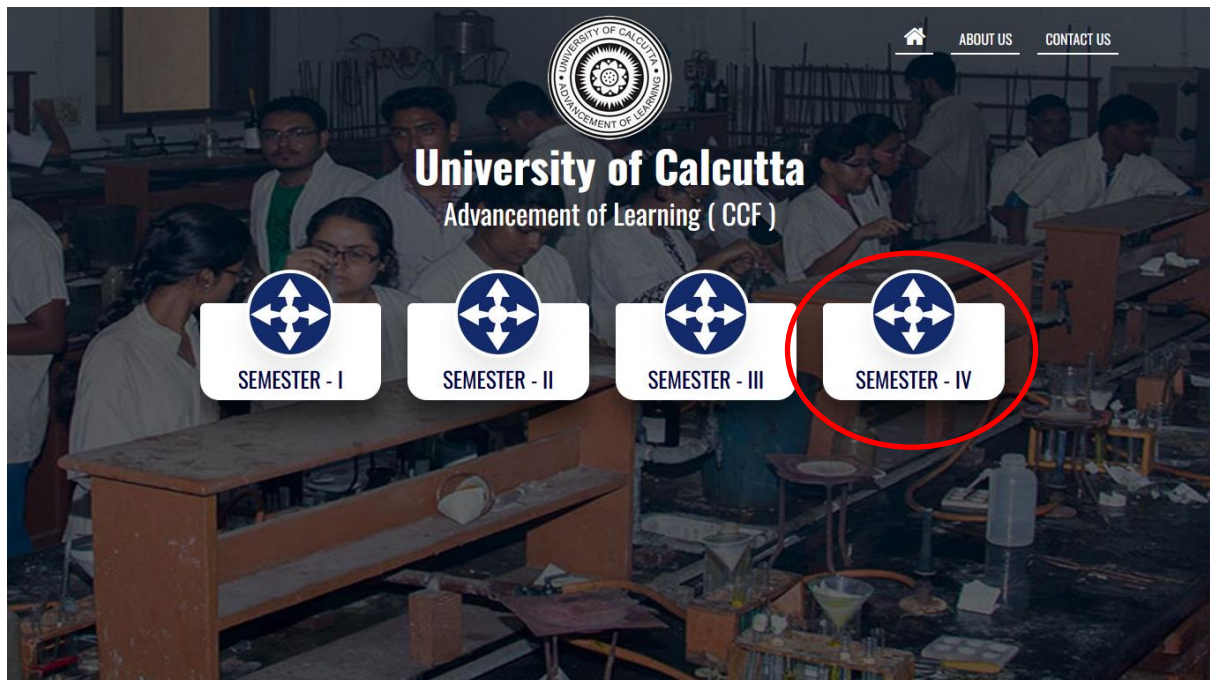 UNIVERSITY OF CALCUTTA
ADVANCEMENT OF LEARNING
ABOUT US
CONTACT US
University of Calcutta
Advancement of Learning ( CCF )
SEMESTER - I
SEMESTER - II
SEMESTER - III
SEMESTER - IV